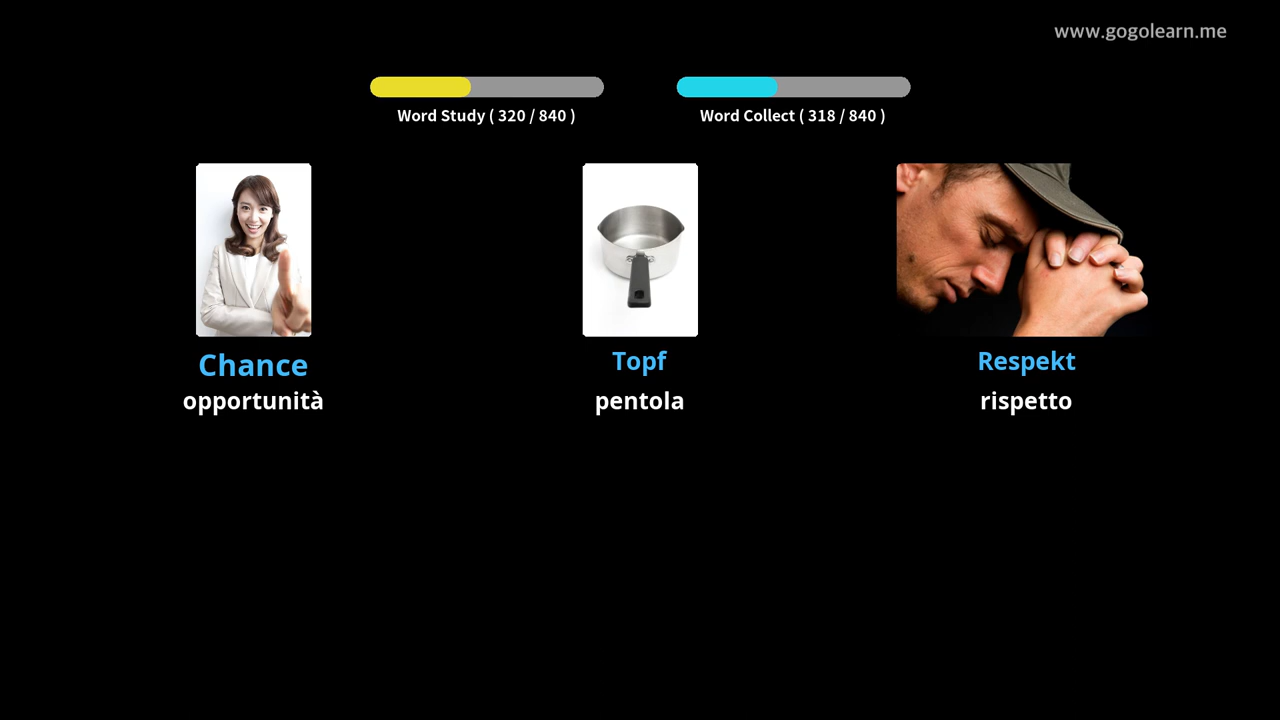 www.gogolearn.me
Word Study ( 320 / 840 )
Word Collect ( 318 / 840 )
Chance
opportunità
Topf
pentola
Respekt
rispetto